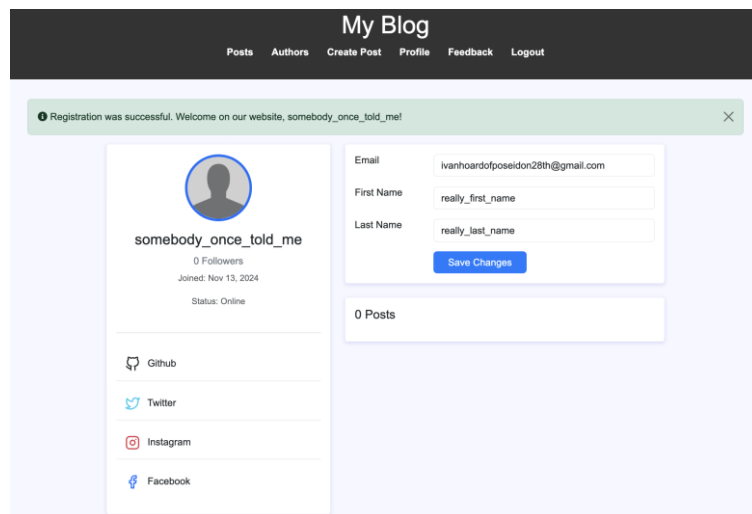 My Blog
Posts Authors Create Post Profile Feedback Logout
Registration was successful. Welcome on our website, somebody_once_told_me!
somebody_once_told_me
0 Followers
Joined: Nov 13, 2024
Status: Online
Github
Twitter
Instagram
Facebook
Email ivanhoardofposeidon28th@gmail.com
First Name really_first_name
Last Name really_last_name
Save Changes
0 Posts